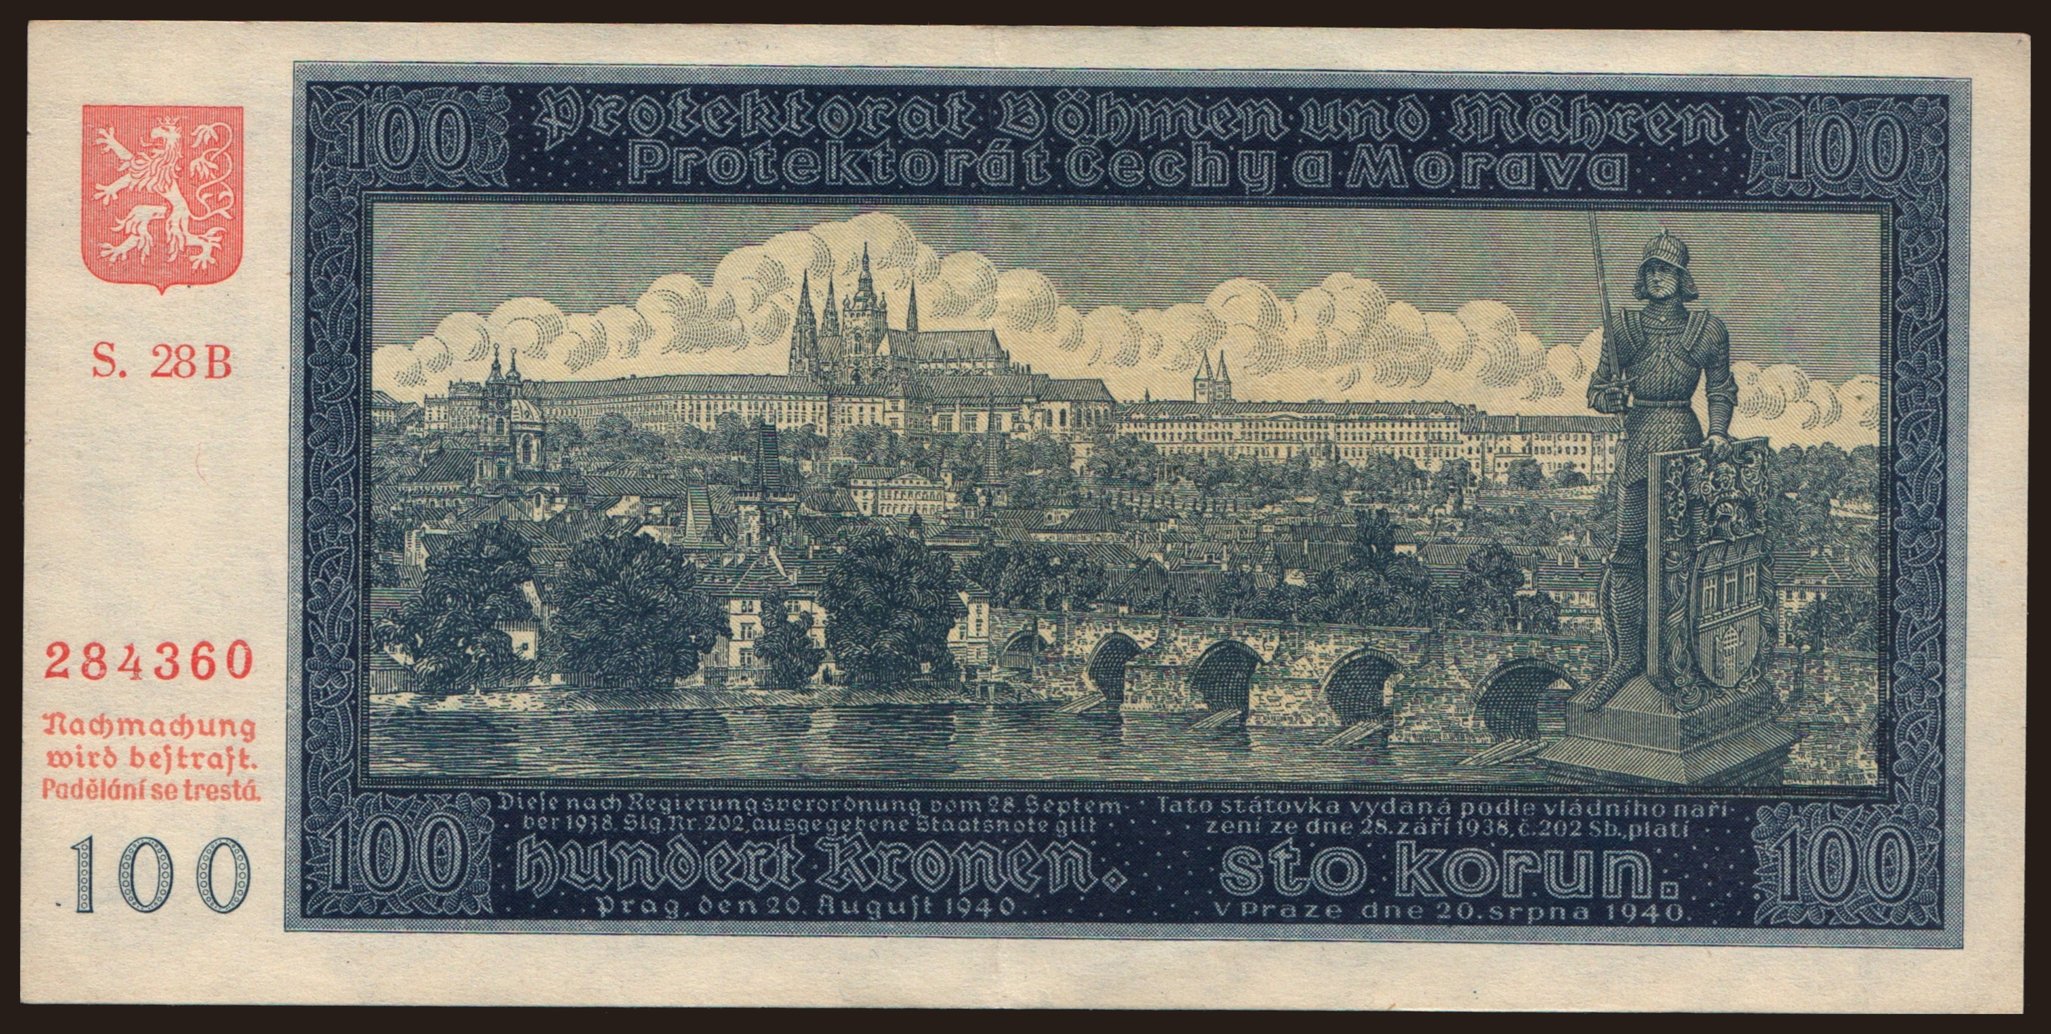 100 Protektorat Böhmen und Mähren 100
Protektorát Čechy a Morava
S. 28 B
284360
Nachmachung
wird bestraft.
Padělání se trestá.
100
Diese nach Regierungsverordnung vom 28. Septem-
ber 1938. Slg. Nr. 202, ausgegebene Staatsnote gilt
100 hundert Kronen.
Prag, den 20. August 1940.
Tato státovka vydaná podle vládního naří-
zení ze dne 28. září 1938, č. 202 Sb., platí
sto korun. 100
V Praze dne 20. srpna 1940.